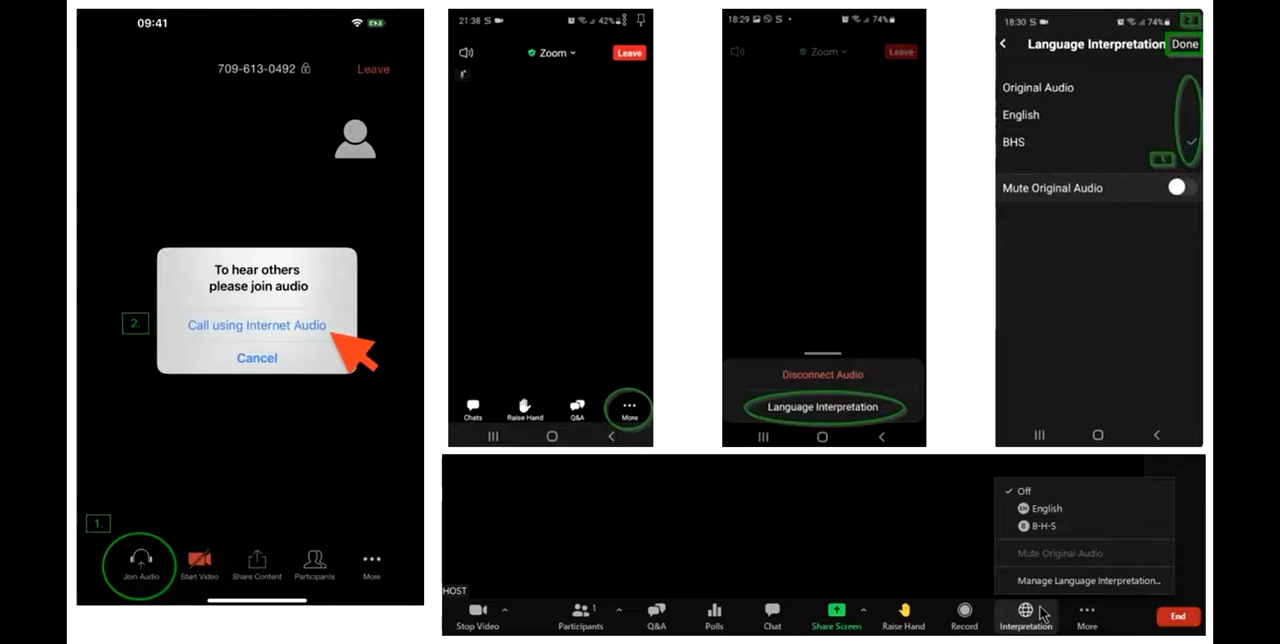 09:41
709-613-0492
Leave
To hear others
please join audio
2.
Call using Internet Audio
Cancel
1.
Join Audio
Start Video
Share Content
Participants
More
21:38 S
42%
Zoom
Leave
Chats
Raise Hand
Q&A
More
18:29
S
74%
Zoom
Leave
Disconnect Audio
Language Interpretation
18:30 S
74%
2.
Language Interpretation
Done
Original Audio
English
BHS
1.
Mute Original Audio
Off
EN English
B B-H-S
Mute Original Audio
Manage Language Interpretation...
HOST
Stop Video
Participants
1
Q&A
Polls
Chat
Share Screen
Raise Hand
Record
Interpretation
More
End